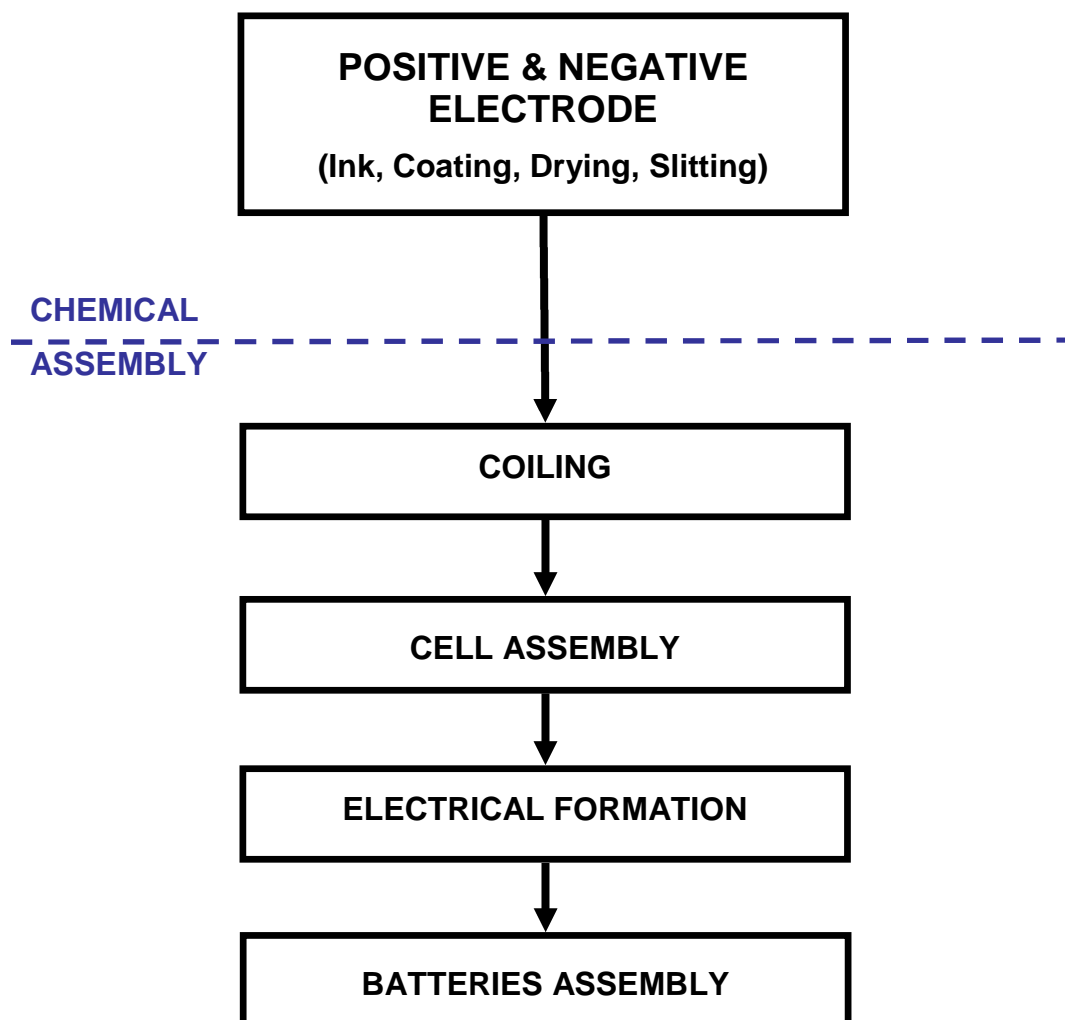 POSITIVE & NEGATIVE
ELECTRODE
(Ink, Coating, Drying, Slitting)
CHEMICAL
ASSEMBLY
COILING
CELL ASSEMBLY
ELECTRICAL FORMATION
BATTERIES ASSEMBLY